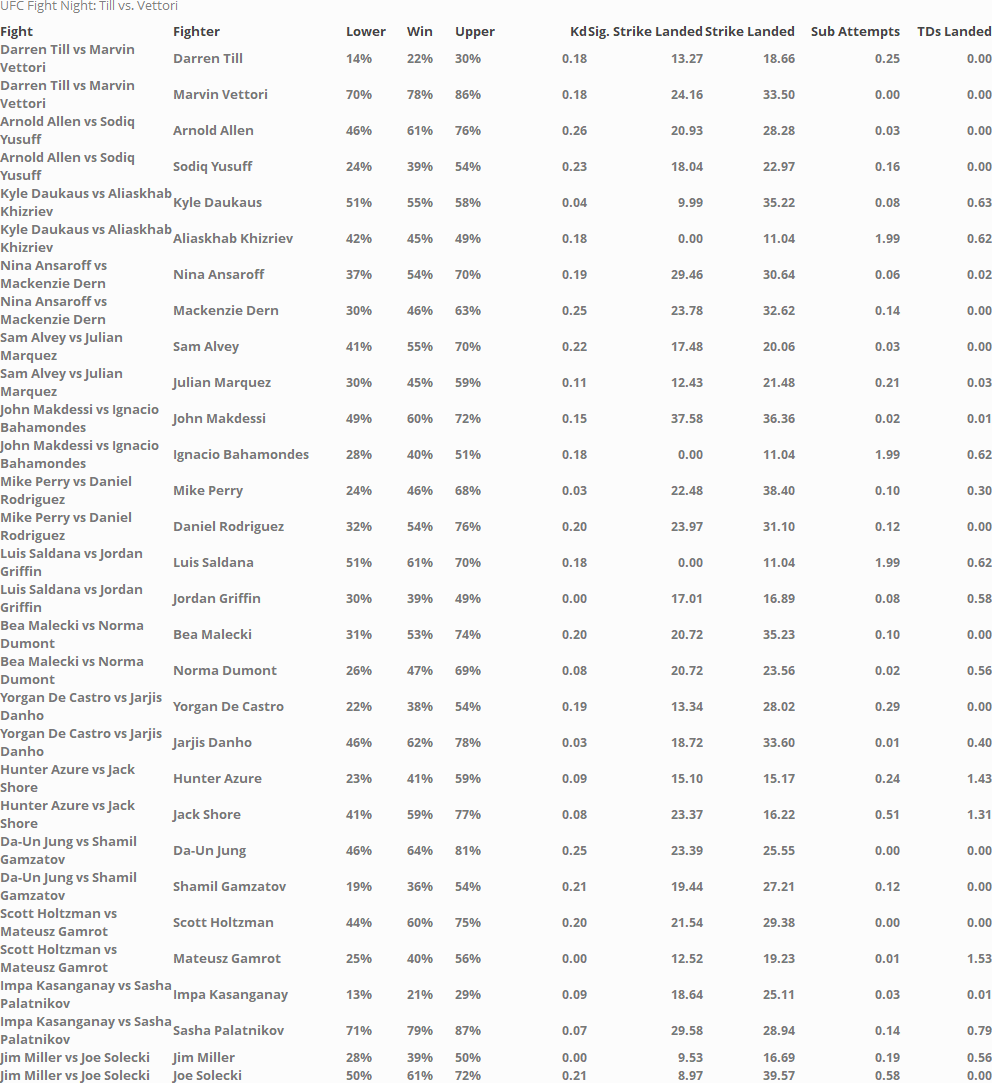 UFC Fight Night: Till vs. Vettori
Fight Fighter Lower Win Upper Kd Sig. Strike Landed Strike Landed Sub Attempts TDs Landed
Darren Till vs Marvin
Vettori
Darren Till 14% 22% 30% 0.18 13.27 18.66 0.25 0.00
Darren Till vs Marvin
Vettori
Marvin Vettori 70% 78% 86% 0.18 24.16 33.50 0.00 0.00
Arnold Allen vs Sodiq
Yusuff
Arnold Allen 46% 61% 76% 0.26 20.93 28.28 0.03 0.00
Arnold Allen vs Sodiq
Yusuff
Sodiq Yusuff 24% 39% 54% 0.23 18.04 22.97 0.16 0.00
Kyle Daukaus vs Aliaskhab
Khizriev
Kyle Daukaus 51% 55% 58% 0.04 9.99 35.22 0.08 0.63
Kyle Daukaus vs Aliaskhab
Khizriev
Aliaskhab Khizriev 42% 45% 49% 0.18 0.00 11.04 1.99 0.62
Nina Ansaroff vs
Mackenzie Dern
Nina Ansaroff 37% 54% 70% 0.19 29.46 30.64 0.06 0.02
Nina Ansaroff vs
Mackenzie Dern
Mackenzie Dern 30% 46% 63% 0.25 23.78 32.62 0.14 0.00
Sam Alvey vs Julian
Marquez
Sam Alvey 41% 55% 70% 0.22 17.48 20.06 0.03 0.00
Sam Alvey vs Julian
Marquez
Julian Marquez 30% 45% 59% 0.11 12.43 21.48 0.21 0.03
John Makdessi vs Ignacio
Bahamondes
John Makdessi 49% 60% 72% 0.15 37.58 36.36 0.02 0.01
John Makdessi vs Ignacio
Bahamondes
Ignacio Bahamondes 28% 40% 51% 0.18 0.00 11.04 1.99 0.62
Mike Perry vs Daniel
Rodriguez
Mike Perry 24% 46% 68% 0.03 22.48 38.40 0.10 0.30
Mike Perry vs Daniel
Rodriguez
Daniel Rodriguez 32% 54% 76% 0.20 23.97 31.10 0.12 0.00
Luis Saldana vs Jordan
Griffin
Luis Saldana 51% 61% 70% 0.18 0.00 11.04 1.99 0.62
Luis Saldana vs Jordan
Griffin
Jordan Griffin 30% 39% 49% 0.00 17.01 16.89 0.08 0.58
Bea Malecki vs Norma
Dumont
Bea Malecki 31% 53% 74% 0.20 20.72 35.23 0.10 0.00
Bea Malecki vs Norma
Dumont
Norma Dumont 26% 47% 69% 0.08 20.72 23.56 0.02 0.56
Yorgan De Castro vs Jarjis
Danho
Yorgan De Castro 22% 38% 54% 0.19 13.34 28.02 0.29 0.00
Yorgan De Castro vs Jarjis
Danho
Jarjis Danho 46% 62% 78% 0.03 18.72 33.60 0.01 0.40
Hunter Azure vs Jack
Shore
Hunter Azure 23% 41% 59% 0.09 15.10 15.17 0.24 1.43
Hunter Azure vs Jack
Shore
Jack Shore 41% 59% 77% 0.08 23.37 16.22 0.51 1.31
Da-Un Jung vs Shamil
Gamzatov
Da-Un Jung 46% 64% 81% 0.25 23.39 25.55 0.00 0.00
Da-Un Jung vs Shamil
Gamzatov
Shamil Gamzatov 19% 36% 54% 0.21 19.44 27.21 0.12 0.00
Scott Holtzman vs
Mateusz Gamrot
Scott Holtzman 44% 60% 75% 0.20 21.54 29.38 0.00 0.00
Scott Holtzman vs
Mateusz Gamrot
Mateusz Gamrot 25% 40% 56% 0.00 12.52 19.23 0.01 1.53
Impa Kasanganay vs Sasha
Palatnikov
Impa Kasanganay 13% 21% 29% 0.09 18.64 25.11 0.03 0.01
Impa Kasanganay vs Sasha
Palatnikov
Sasha Palatnikov 71% 79% 87% 0.07 29.58 28.94 0.14 0.79
Jim Miller vs Joe Solecki Jim Miller 28% 39% 50% 0.00 9.53 16.69 0.19 0.56
Jim Miller vs Joe Solecki Joe Solecki 50% 61% 72% 0.21 8.97 39.57 0.58 0.00